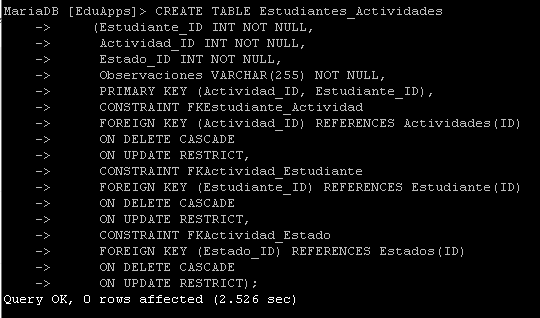 MariaDB [EduApps]> CREATE TABLE Estudiantes_Actividades
    ->     (Estudiante_ID INT NOT NULL,
    ->      Actividad_ID INT NOT NULL,
    ->      Estado_ID INT NOT NULL,
    ->      Observaciones VARCHAR(255) NOT NULL,
    ->      PRIMARY KEY (Actividad_ID, Estudiante_ID),
    ->      CONSTRAINT FKEstudiante_Actividad
    ->      FOREIGN KEY (Actividad_ID) REFERENCES Actividades(ID)
    ->      ON DELETE CASCADE
    ->      ON UPDATE RESTRICT,
    ->      CONSTRAINT FKActividad_Estudiante
    ->      FOREIGN KEY (Estudiante_ID) REFERENCES Estudiante(ID)
    ->      ON DELETE CASCADE
    ->      ON UPDATE RESTRICT,
    ->      CONSTRAINT FKActividad_Estado
    ->      FOREIGN KEY (Estado_ID) REFERENCES Estados(ID)
    ->      ON DELETE CASCADE
    ->      ON UPDATE RESTRICT);
Query OK, 0 rows affected (2.526 sec)